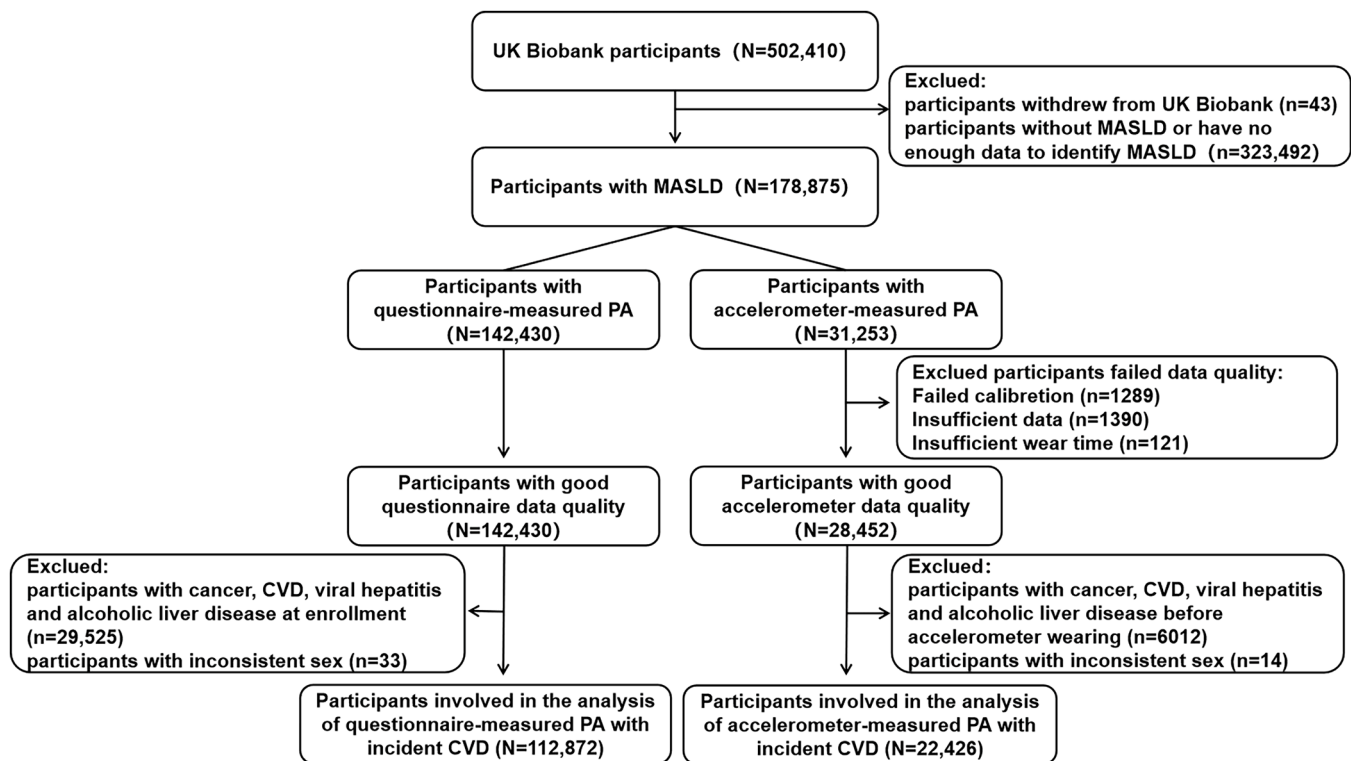 UK Biobank participants（N=502,410）
Exclued:
participants withdrew from UK Biobank (n=43)
participants without MASLD or have no
enough data to identify MASLD（n=323,492）
Participants with MASLD（N=178,875）
Participants with
questionnaire-measured PA
(N=142,430)
Participants with
accelerometer-measured PA
(N=31,253)
Exclued participants failed data quality:
Failed calibretion (n=1289)
Insufficient data (n=1390)
Insufficient wear time (n=121)
Participants with good
questionnaire data quality
(N=142,430)
Participants with good
accelerometer data quality
(N=28,452)
Exclued:
participants with cancer, CVD, viral hepatitis
and alcoholic liver disease at enrollment
(n=29,525)
participants with inconsistent sex (n=33)
Exclued:
participants with cancer, CVD, viral hepatitis
and alcoholic liver disease before
accelerometer wearing (n=6012)
participants with inconsistent sex (n=14)
Participants involved in the analysis
of questionnaire-measured PA with
incident CVD (N=112,872)
Participants involved in the analysis
of accelerometer-measured PA with
incident CVD (N=22,426)